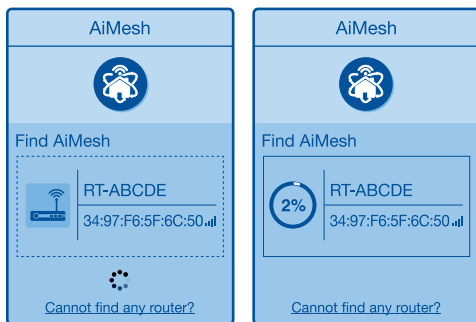 AiMesh
Find AiMesh
RT-ABCDE
34:97:F6:5F:6C:50
Cannot find any router?
AiMesh
Find AiMesh
2%
RT-ABCDE
34:97:F6:5F:6C:50
Cannot find any router?